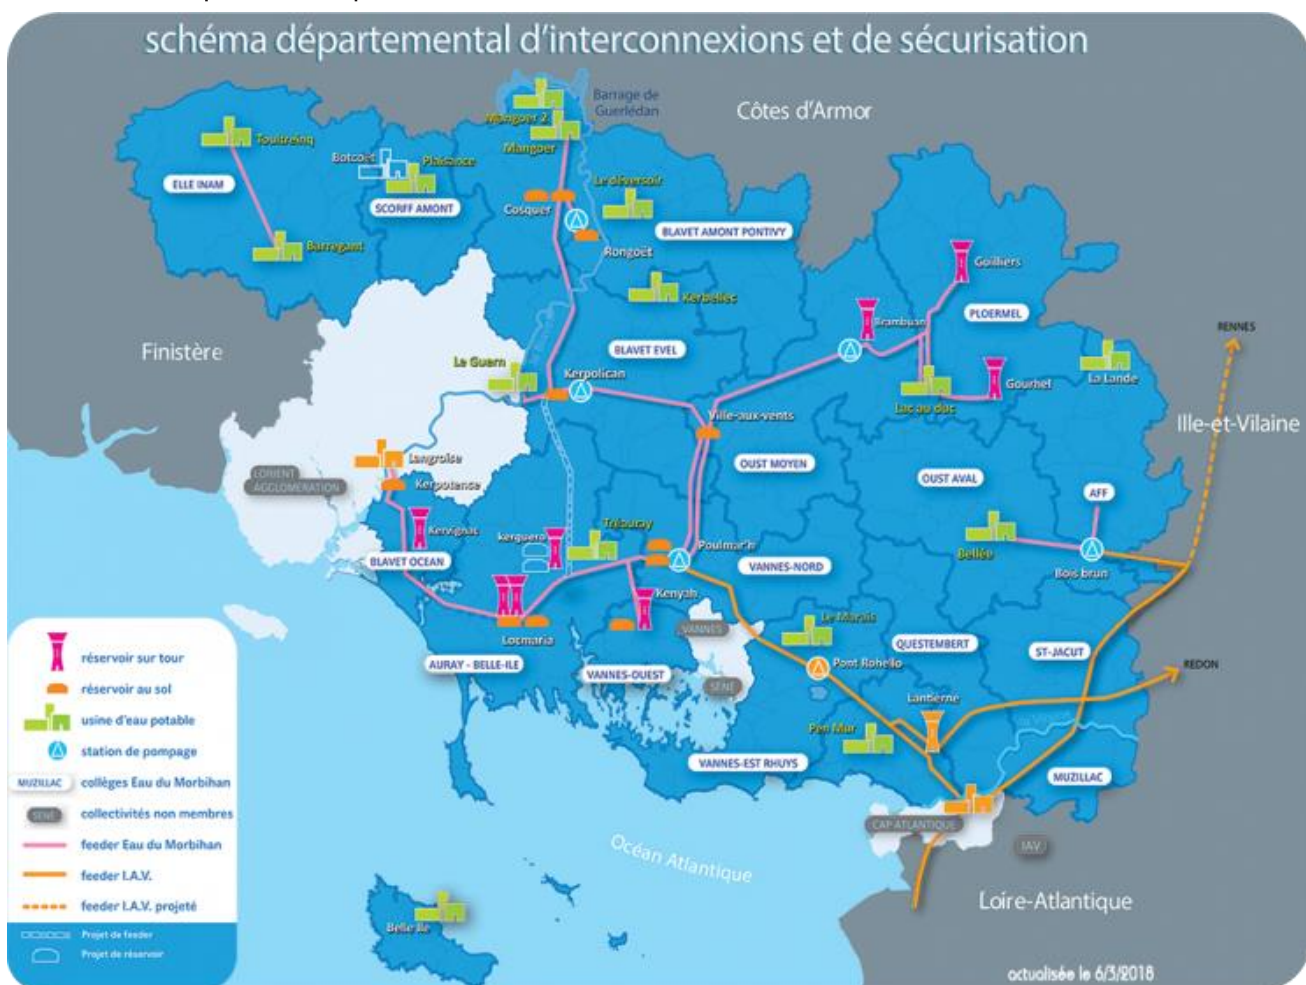 schéma départemental d'interconnexions et de sécurisation
Barrage de
Guerlédan
Côtes d'Armor
Mangoer 2
Mangoer
Toultreinq
Botcoët
Plaisance
ELLE INAM
SCORFF AMONT
Cosquer
Le déversoir
BLAVET AMONT PONTIVY
Rongoët
Barregant
Kerbellec
Goilliers
Brambuan
PLOERMEL
RENNES
Finistère
BLAVET EVEL
Le Guern
Kerpolican
La Lande
Gourhel
Lac au duc
Ville-aux-vents
Ille-et-Vilaine
Langroise
OUST MOYEN
OUST AVAL
LORIENT
AGGLOMERATION
Kerpotence
AFF
Kervignac
kerguero
Tréauray
Poulmar'h
Bellée
Bois brun
BLAVET OCEAN
VANNES-NORD
Kenyah
Locmaria
VANNES
Le Marais
QUESTEMBERT
ST-JACUT
AURAY - BELLE-ILE
VANNES-OUEST
Pont Rohello
REDON
SENE
Lantierne
la Vilaine
Pen Mur
VANNES-EST RHUYS
MUZILLAC
CAP ATLANTIQUE
IAV
Océan Atlantique
Loire-Atlantique
Belle Ile
réservoir sur tour
réservoir au sol
usine d'eau potable
station de pompage
MUZILLAC collèges Eau du Morbihan
SENE collectivités non membres
feeder Eau du Morbihan
feeder I.A.V.
feeder I.A.V. projeté
Projet de feeder
Projet de réservoir
actualisée le 6/3/2018